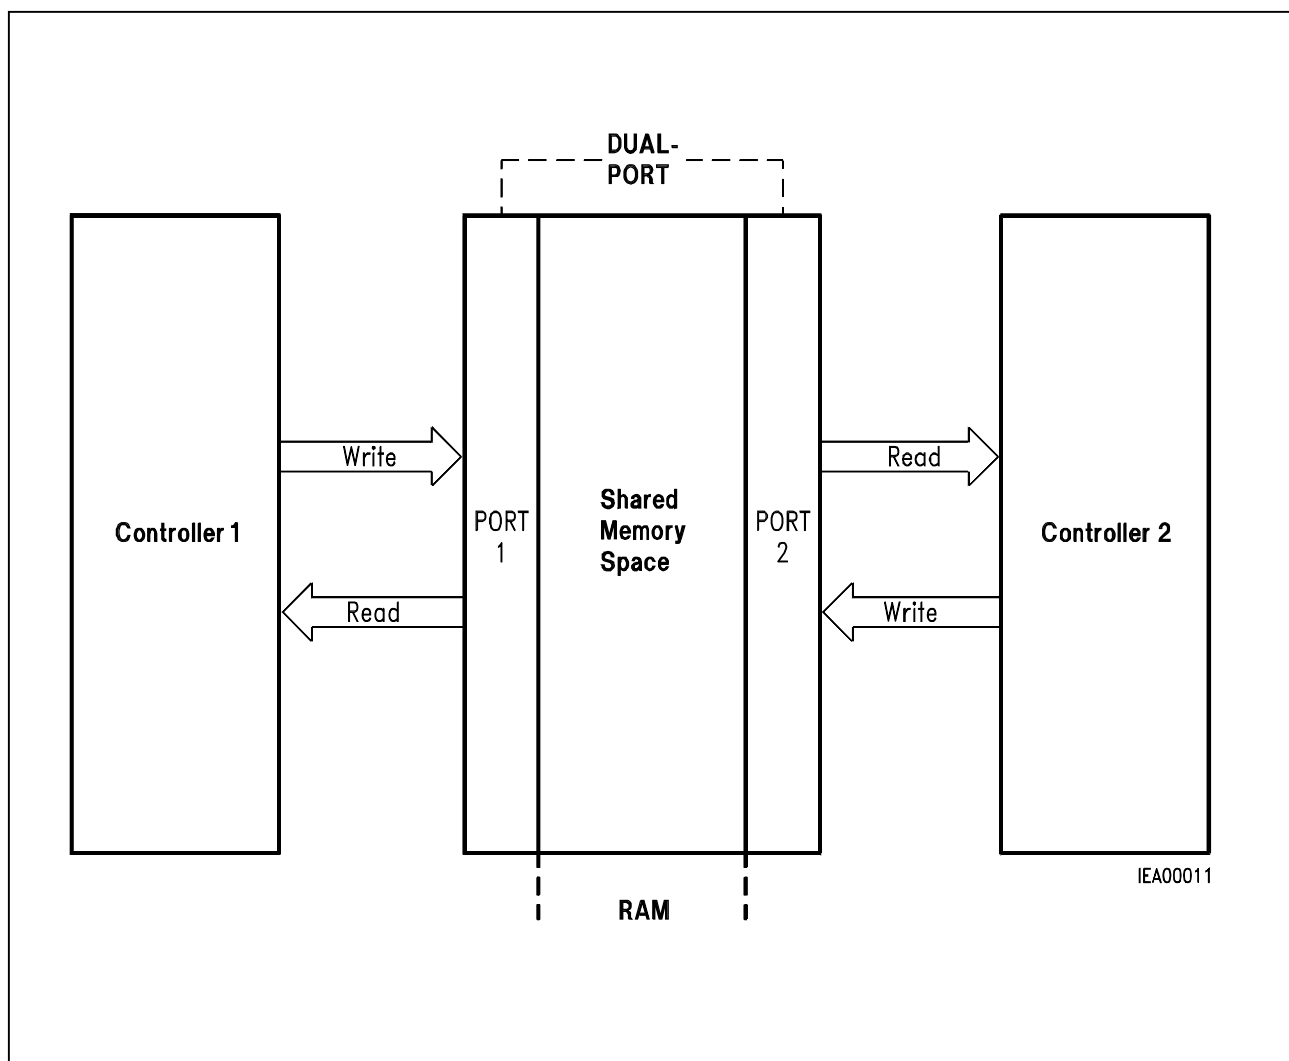 DUAL-
PORT
Write
Read
Controller 1
PORT
1
Shared
Memory
Space
PORT
2
Controller 2
Read
Write
IEA00011
RAM